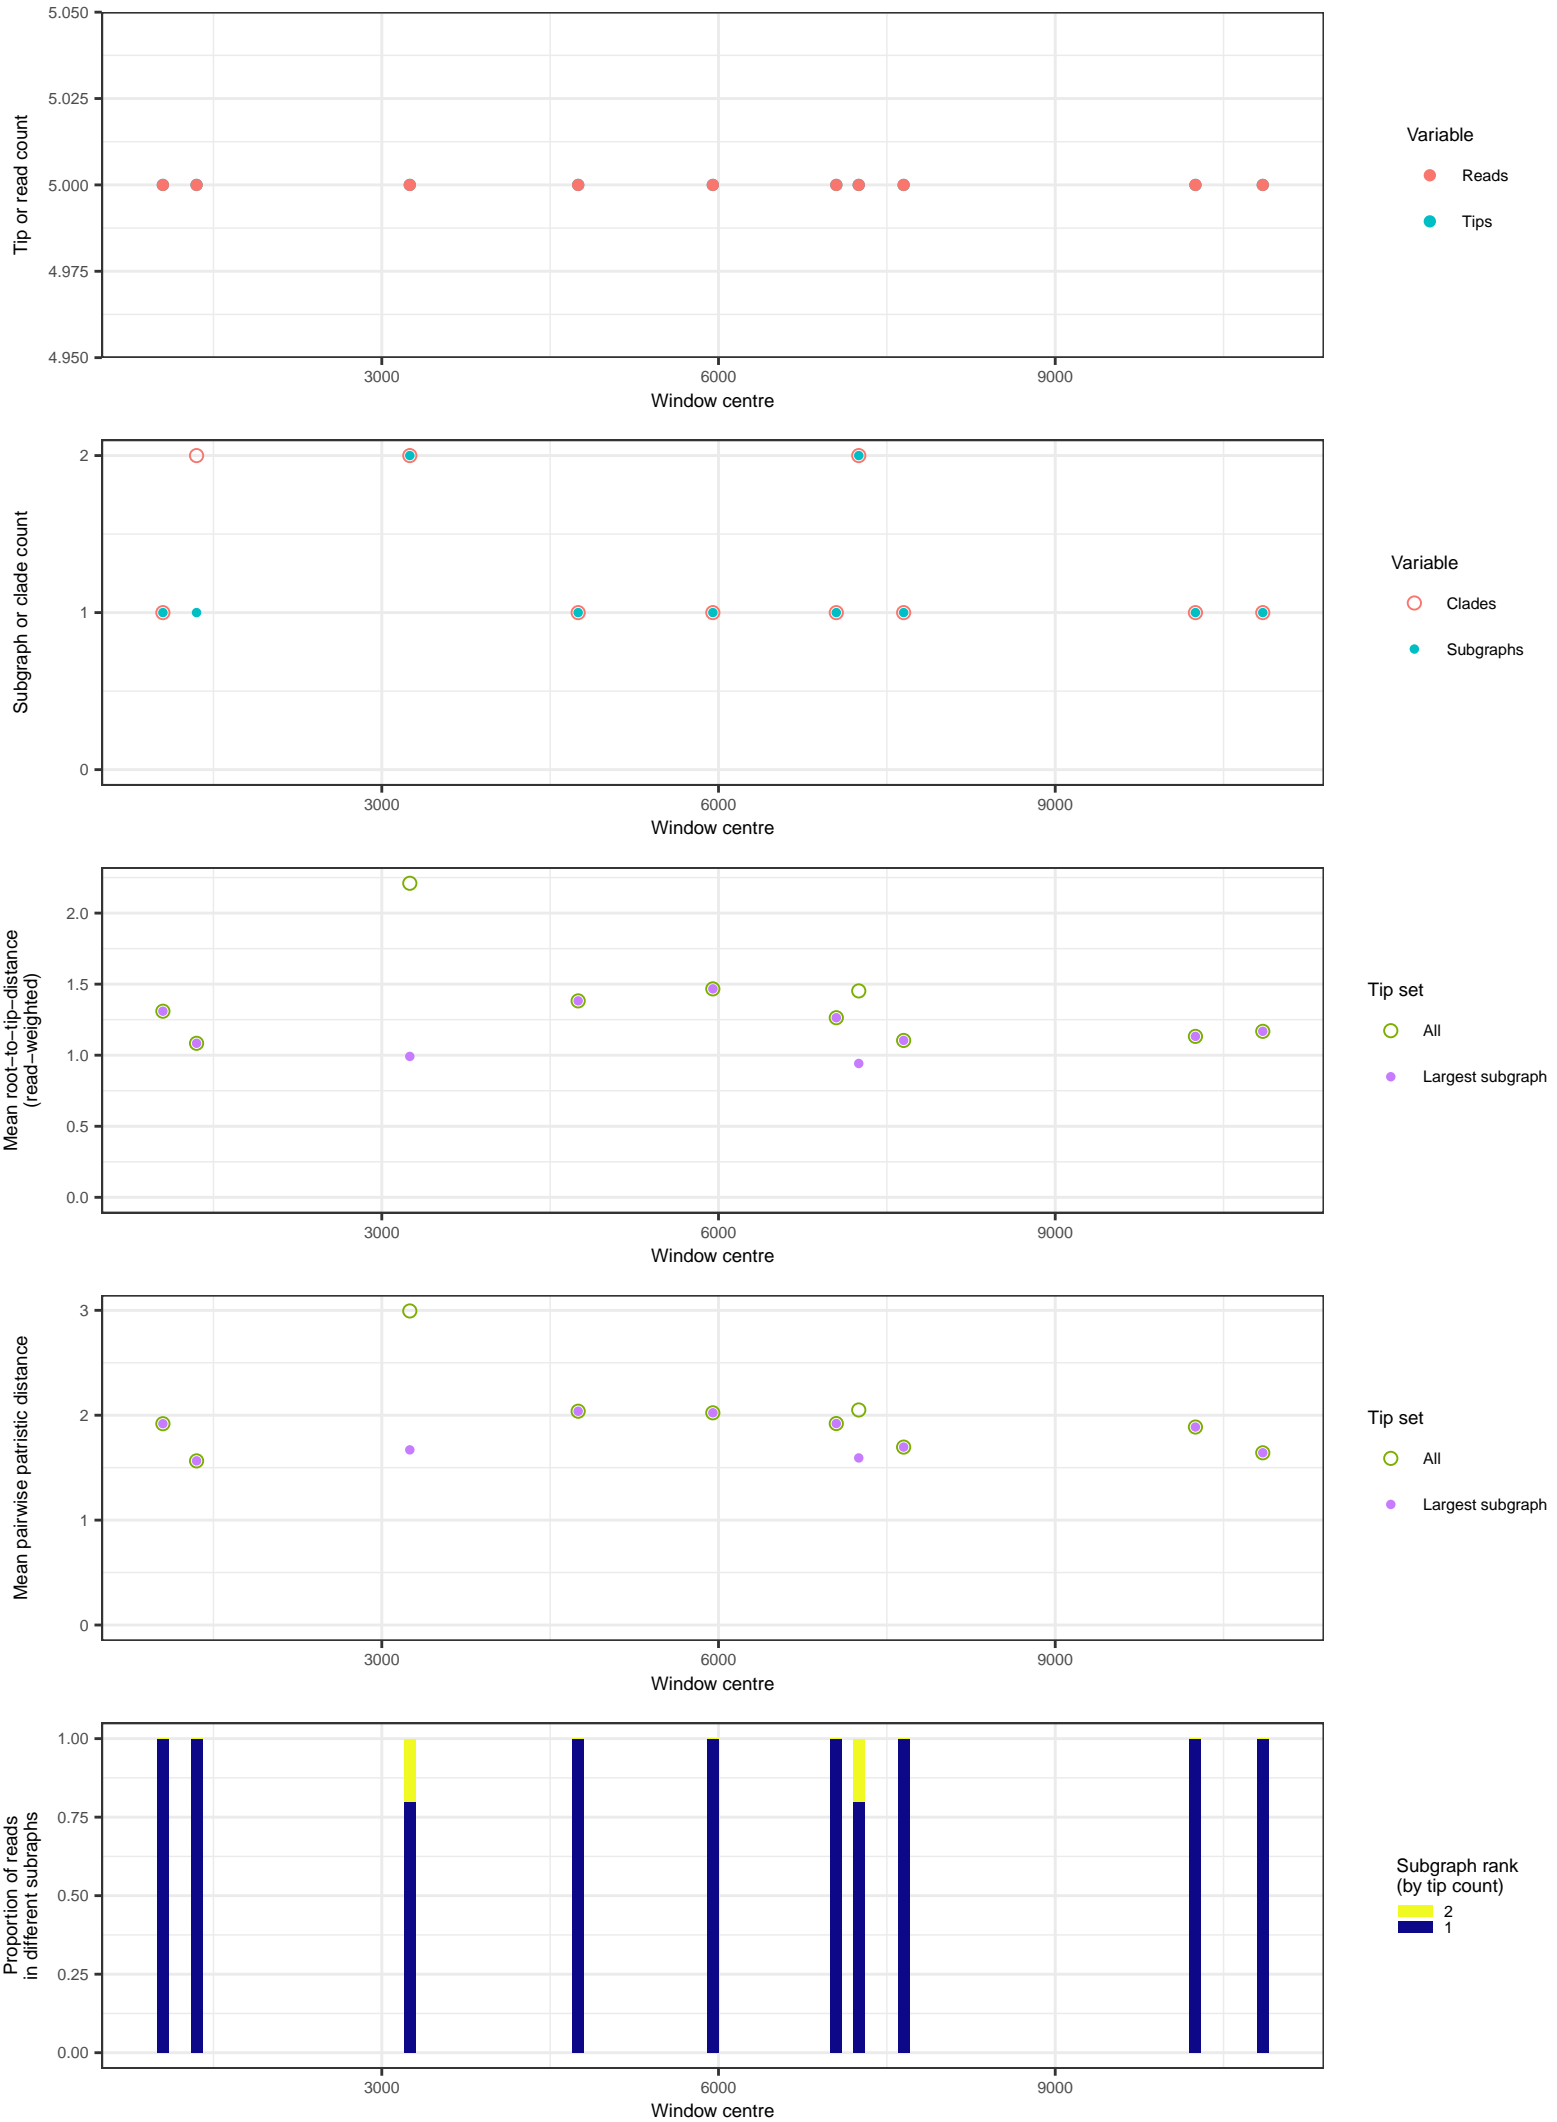 5.050
5.025
5.000
4.975
4.950
Tip or read count
3000 6000 9000
Window centre
Variable
Reads
Tips
2
1
0
Subgraph or clade count
3000 6000 9000
Window centre
Variable
Clades
Subgraphs
2.0
1.5
1.0
0.5
0.0
Mean root−to−tip−distance
(read−weighted)
3000 6000 9000
Window centre
Tip set
All
Largest subgraph
3
2
1
0
Mean pairwise patristic distance
3000 6000 9000
Window centre
Tip set
All
Largest subgraph
1.00
0.75
0.50
0.25
0.00
Proportion of reads
in different subraphs
3000 6000 9000
Window centre
Subgraph rank
(by tip count)
2
1